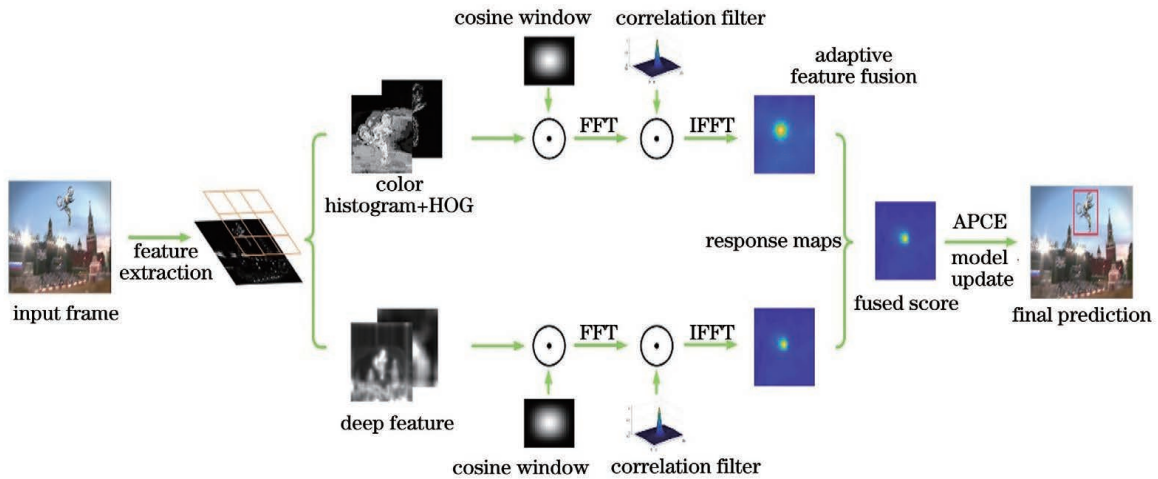 cosine window
correlation filter
adaptive
feature fusion
FFT
IFFT
color
histogram+HOG
feature
extraction
input frame
response maps
APCE
model
update
fused score
final prediction
FFT
IFFT
deep feature
cosine window
correlation filter